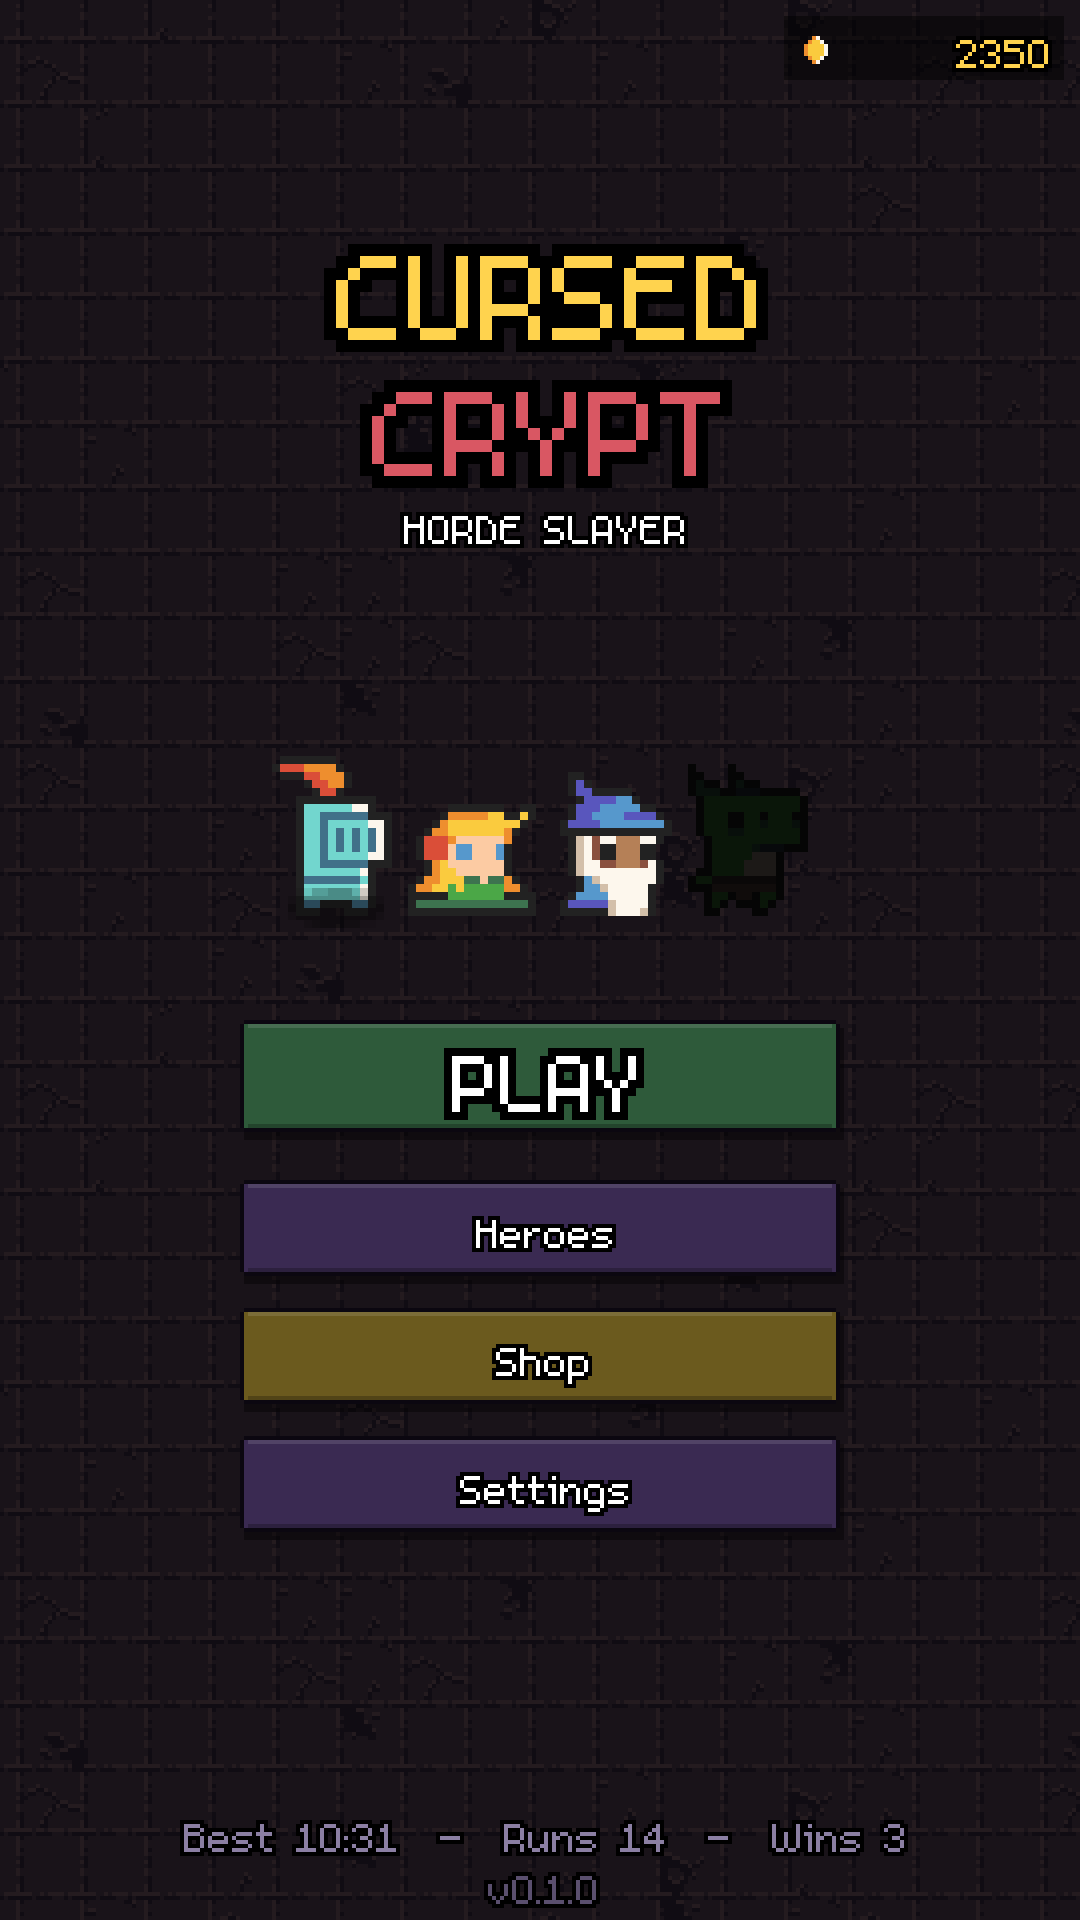 2350
CURSED
CRYPT
HORDE SLAYER
PLAY
Heroes
Shop
Settings
Best 10:31 - Runs 14 - Wins 3
v0.1.0